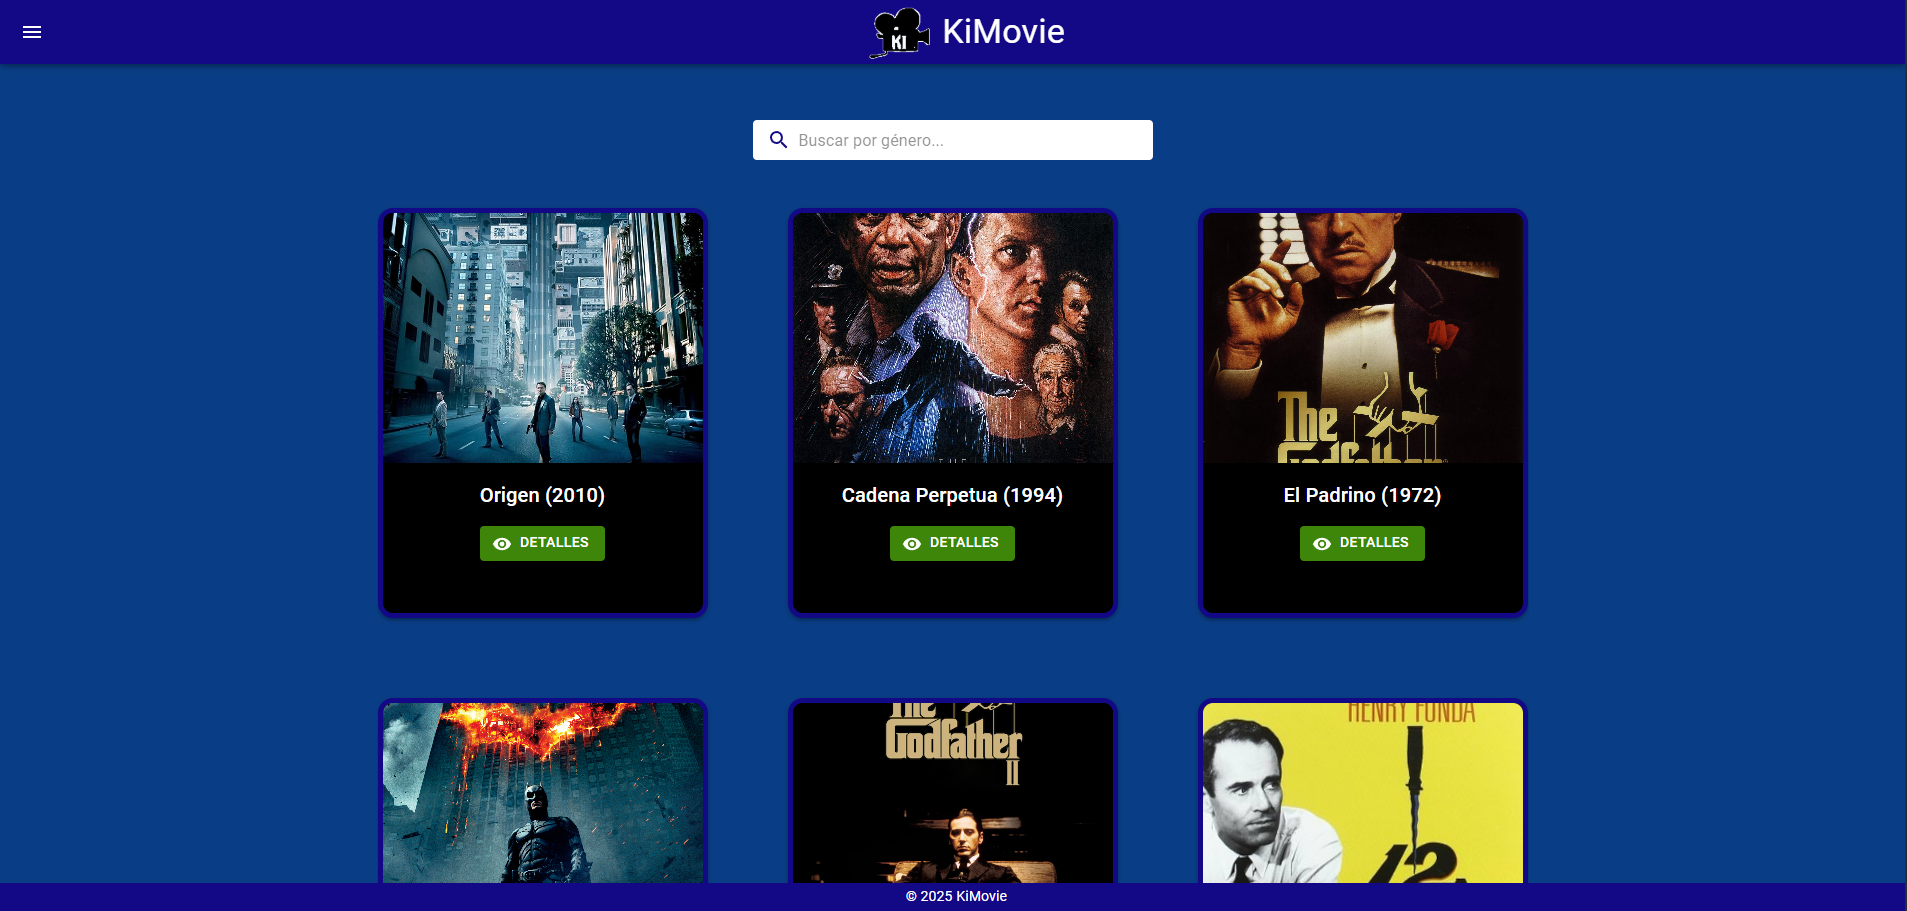 KI
KiMovie
Buscar por género...
The
Godfather
Origen (2010)
Cadena Perpetua (1994)
El Padrino (1972)
DETALLES
DETALLES
DETALLES
The
Godfather
II
HENRY FONDA
12
© 2025 KiMovie